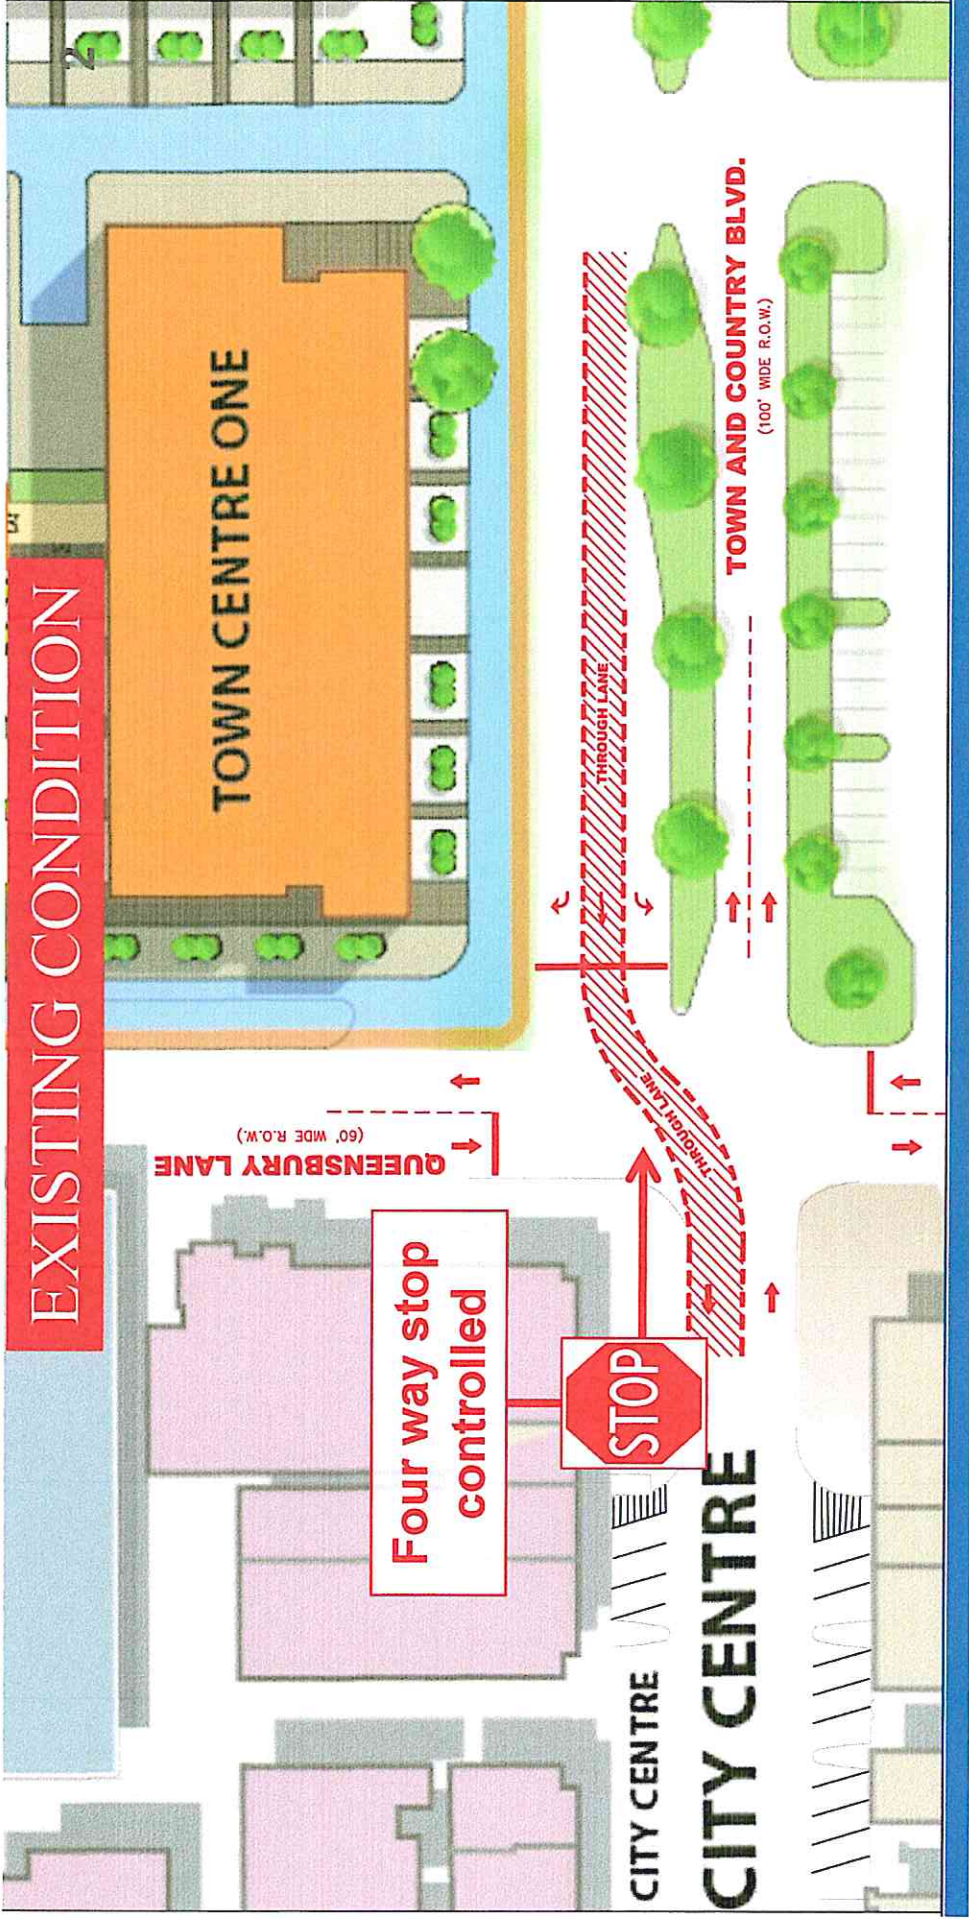 EXISTING CONDITION
2
TOWN CENTRE ONE
QUEENSBURY LANE
(60' WIDE R.O.W.)
Four way stop
controlled
STOP
THROUGH LANE
THROUGH LANE
TOWN AND COUNTRY BLVD.
(100' WIDE R.O.W.)
CITY CENTRE
CITY CENTRE